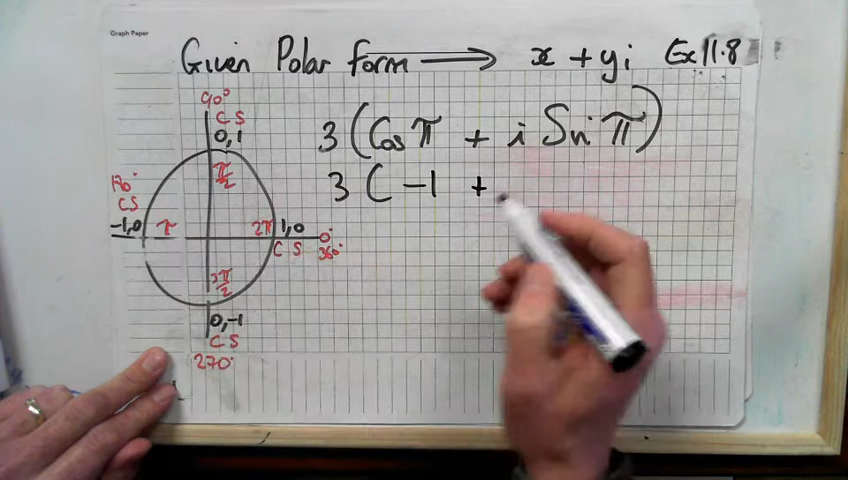 Graph Paper
Given Polar form → x + yi Ex 11.8
90°
C S
0,1
π/2
180°
C S
-1,0
π
2π
1,0
C S
0°
360°
3π/2
0,-1
C S
270°
3(Cos π + i Sin π)
3(-1 +